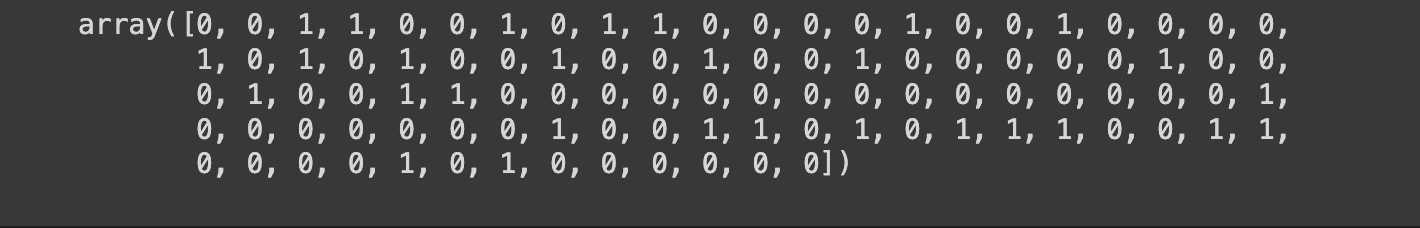 array([0, 0, 1, 1, 0, 0, 1, 0, 1, 1, 0, 0, 0, 0, 1, 0, 0, 1, 0, 0, 0, 0,
1, 0, 1, 0, 1, 0, 0, 1, 0, 0, 1, 0, 0, 1, 0, 0, 0, 0, 0, 1, 0, 0,
0, 1, 0, 0, 1, 1, 0, 0, 0, 0, 0, 0, 0, 0, 0, 0, 0, 0, 0, 0, 0, 1,
0, 0, 0, 0, 0, 0, 0, 1, 0, 0, 1, 1, 0, 1, 0, 1, 1, 1, 0, 0, 1, 1,
0, 0, 0, 0, 1, 0, 1, 0, 0, 0, 0, 0, 0])